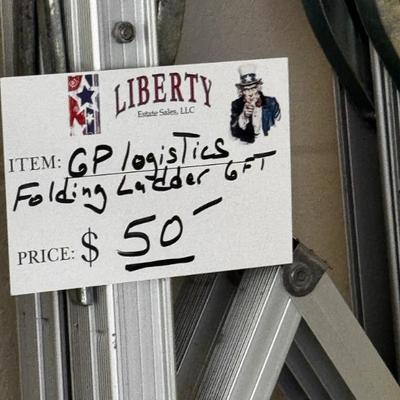 LIBERTY
Estate Sales, LLC
ITEM: GP logistics
Folding Ladder 6FT
PRICE: $ 50-